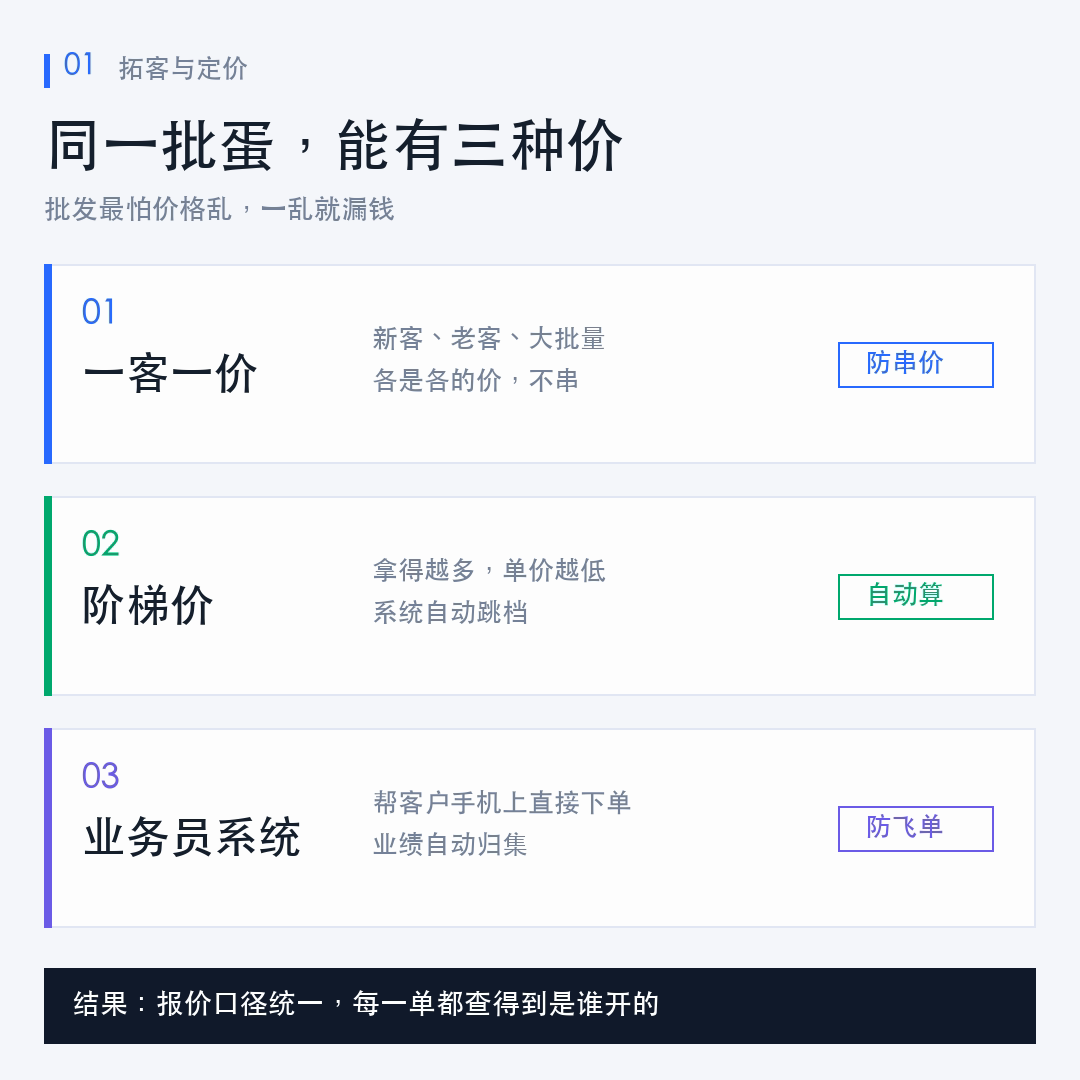 01 拓客与定价
同一批蛋，能有三种价
批发最怕价格乱，一乱就漏钱
01
一客一价
新客、老客、大批量
各是各的价，不串
防串价
02
阶梯价
拿得越多，单价越低
系统自动跳档
自动算
03
业务员系统
帮客户手机上直接下单
业绩自动归集
防飞单
结果：报价口径统一，每一单都查得到是谁开的